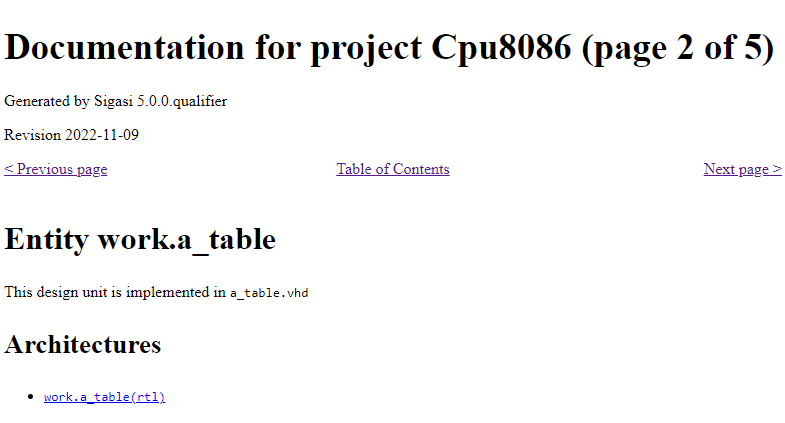 Documentation for project Cpu8086 (page 2 of 5)
Generated by Sigasi 5.0.0.qualifier
Revision 2022-11-09
< Previous page Table of Contents Next page >
Entity work.a_table
This design unit is implemented in a_table.vhd
Architectures
• work.a_table(rtl)